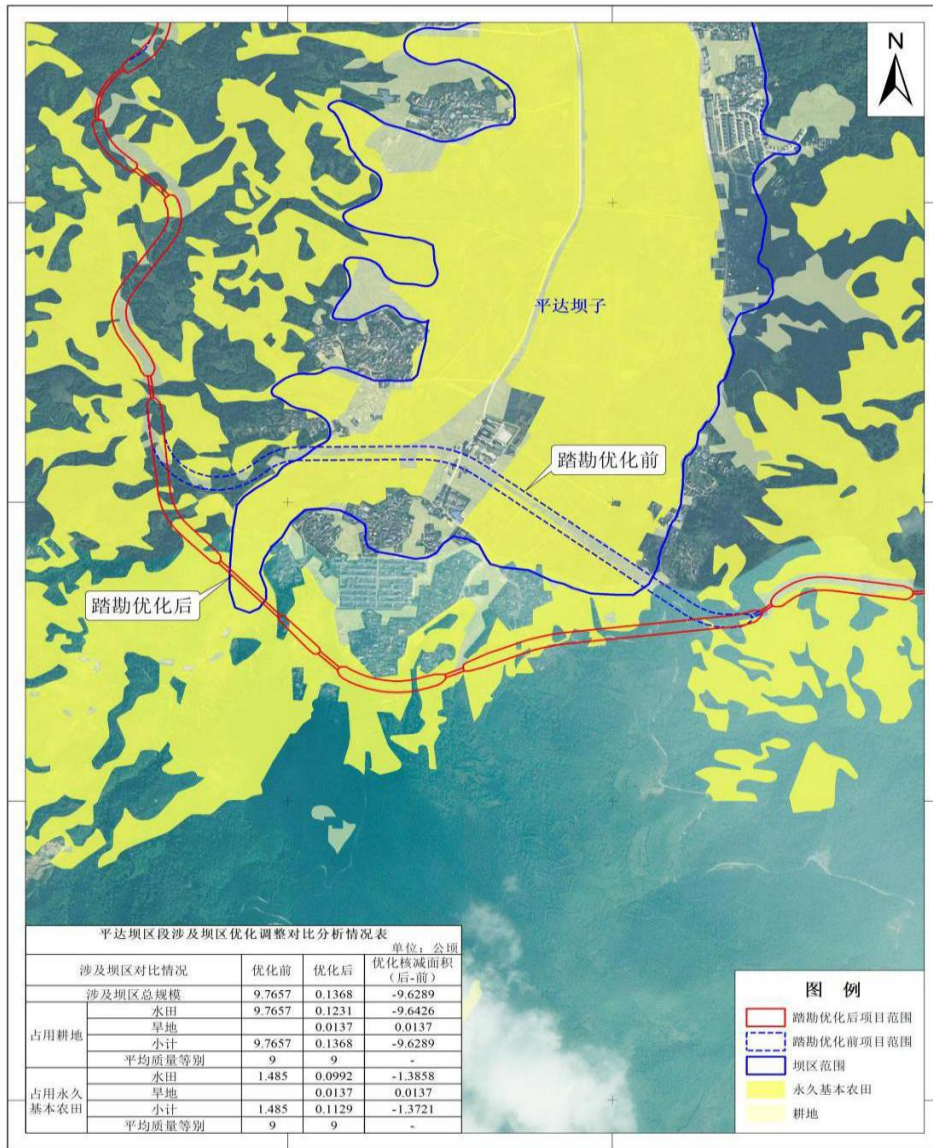 N
平达坝子
踏勘优化前
踏勘优化后
平达坝区段涉及坝区优化调整对比分析情况表
单位：公顷
涉及坝区对比情况 优化前 优化后 优化核减面积（后-前）
涉及坝区总规模 9.7657 0.1368 -9.6289
占用耕地 水田 9.7657 0.1231 -9.6426
旱地 0.0137 0.0137
小计 9.7657 0.1368 -9.6289
平均质量等别 9 9 -
占用永久基本农田 水田 1.485 0.0992 -1.3858
旱地 0.0137 0.0137
小计 1.485 0.1129 -1.3721
平均质量等别 9 9 -
图 例
踏勘优化后项目范围
踏勘优化前项目范围
坝区范围
永久基本农田
耕地